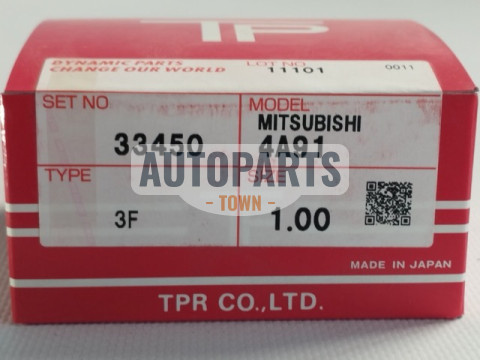 TP
DYNAMIC PARTS
CHANGE OUR WORLD
LOT NO.
11101
0011
SET NO
33450
MODEL
MITSUBISHI
4A91
TYPE
3F
SIZE
1.00
AUTOPARTS
- TOWN -
MADE IN JAPAN
TPR CO.,LTD.